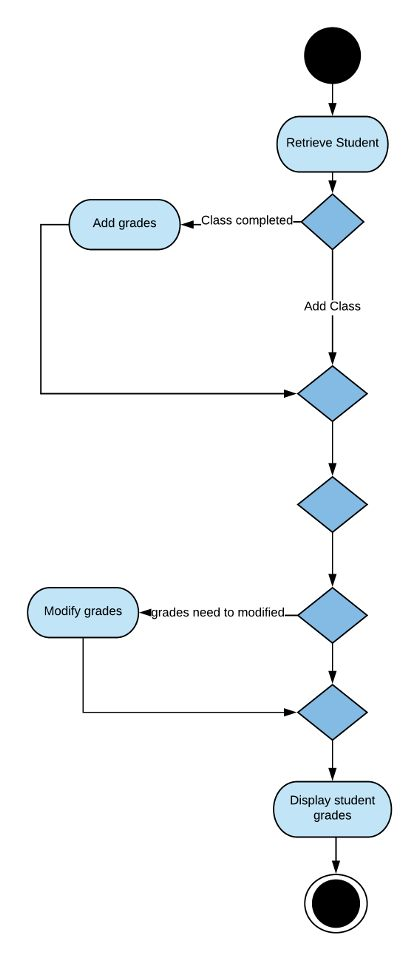 Retrieve Student
Add grades
Class completed
Add Class
Modify grades
grades need to modified
Display student
grades